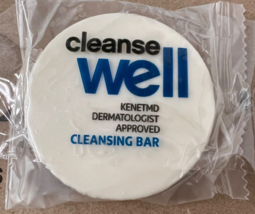 cleanse
well
KENETMD
DERMATOLOGIST
APPROVED
CLEANSING BAR